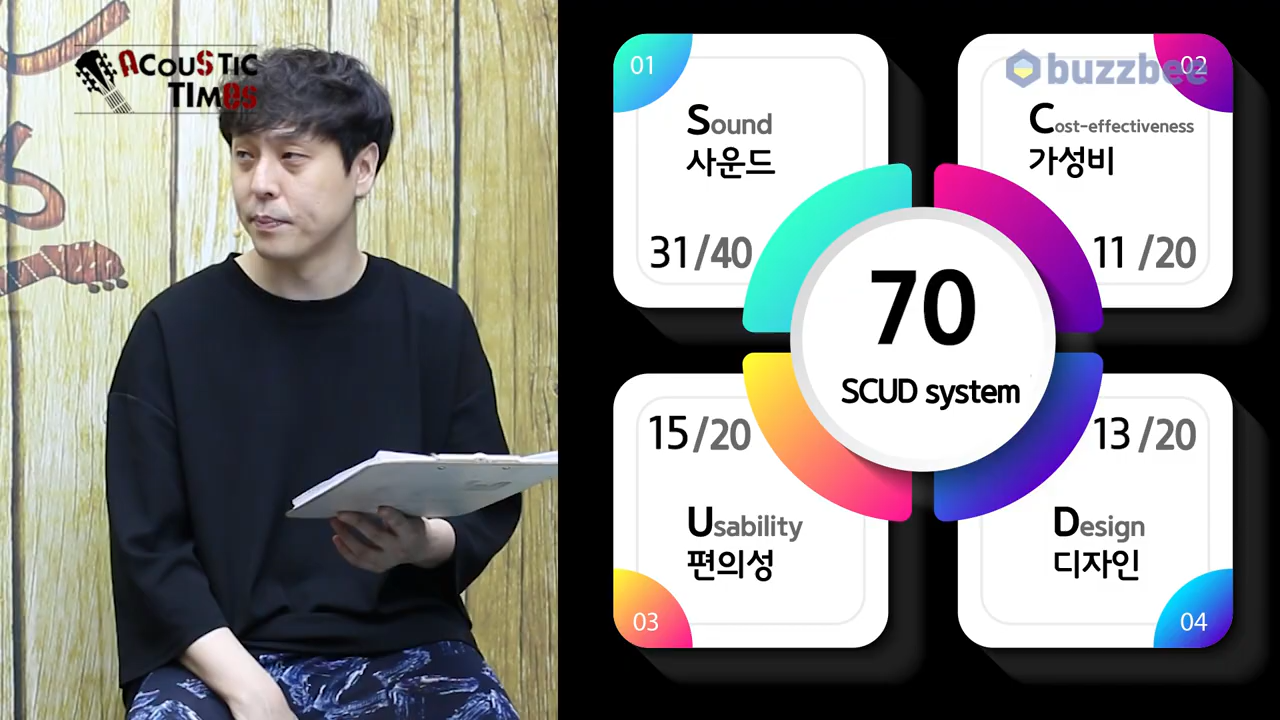 ACOUSTIC
TIMES
01
Sound
사운드
31/40
buzzbee
02
Cost-effectiveness
가성비
11/20
70
SCUD system
15/20
Usability
편의성
03
13/20
Design
디자인
04